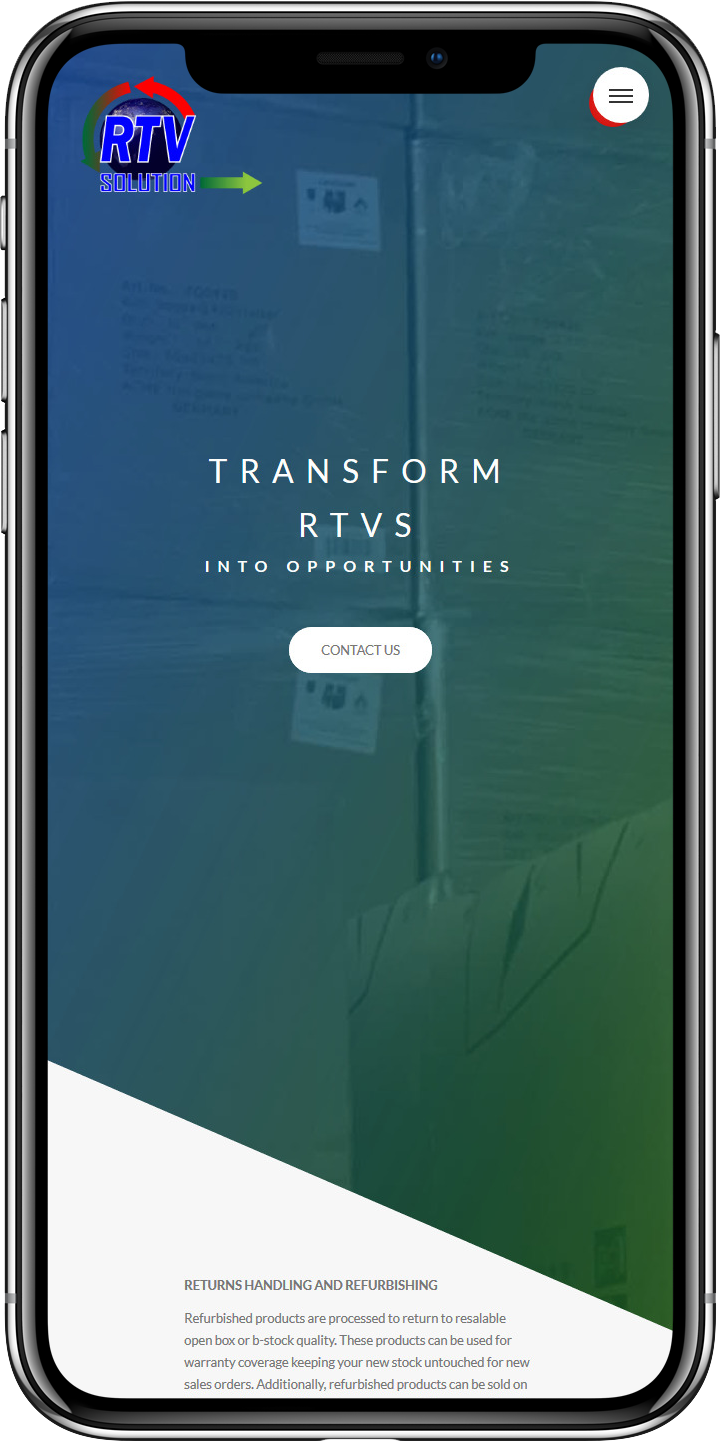 RTV
SOLUTION
TRANSFORM
RTVS
INTO OPPORTUNITIES
CONTACT US
RETURNS HANDLING AND REFURBISHING
Refurbished products are processed to return to resalable
open box or b-stock quality. These products can be used for
warranty coverage keeping your new stock untouched for new
sales orders. Additionally, refurbished products can be sold on